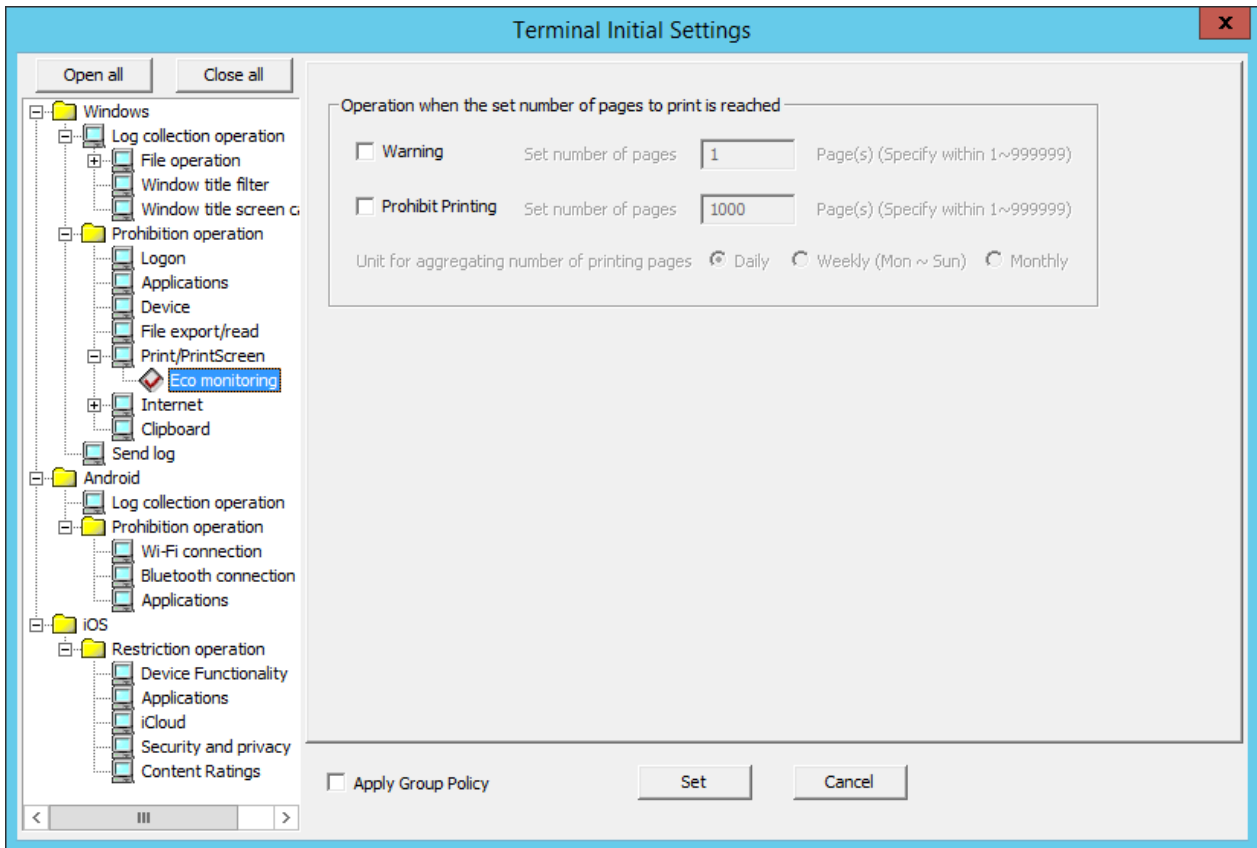 Terminal Initial Settings
x
Open all
Close all
Windows
Log collection operation
File operation
Window title filter
Window title screen ca
Prohibition operation
Logon
Applications
Device
File export/read
Print/PrintScreen
Eco monitoring
Internet
Clipboard
Send log
Android
Log collection operation
Prohibition operation
Wi-Fi connection
Bluetooth connection
Applications
iOS
Restriction operation
Device Functionality
Applications
iCloud
Security and privacy
Content Ratings
Operation when the set number of pages to print is reached
Warning Set number of pages 1 Page(s) (Specify within 1~999999)
Prohibit Printing Set number of pages 1000 Page(s) (Specify within 1~999999)
Unit for aggregating number of printing pages Daily Weekly (Mon ~ Sun) Monthly
Apply Group Policy
Set
Cancel